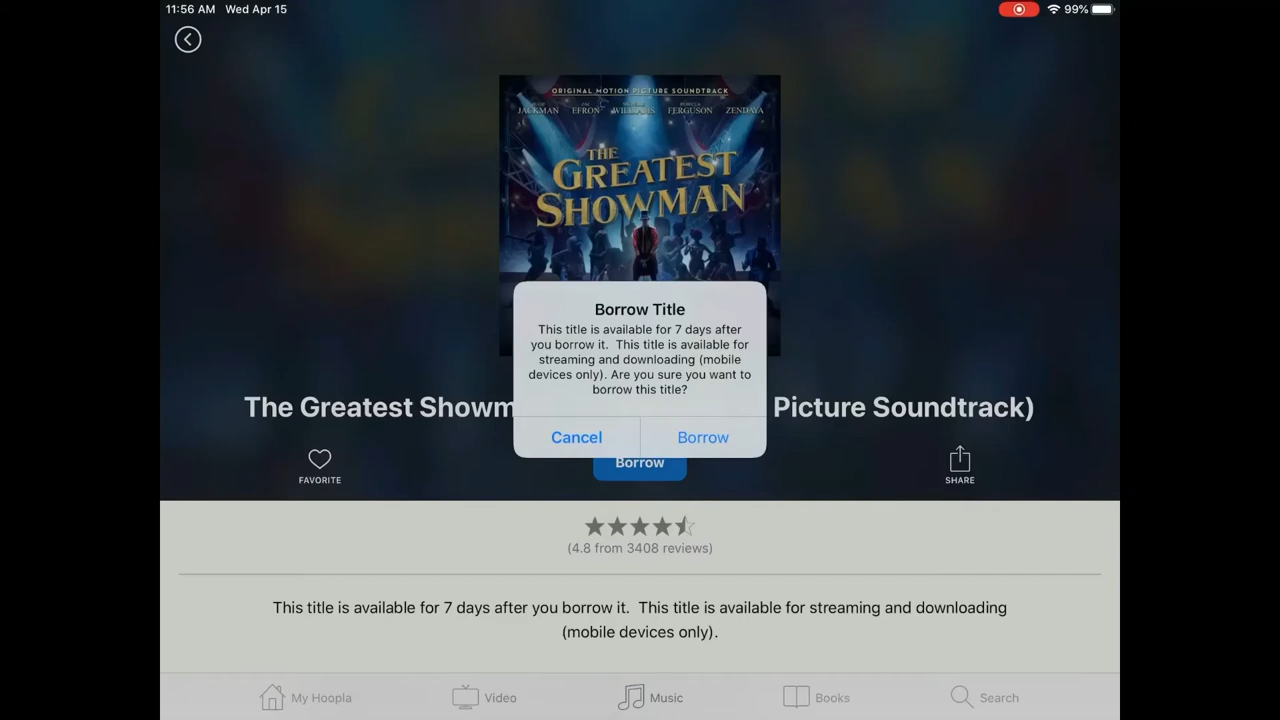 11:56 AM Wed Apr 15
99%
ORIGINAL MOTION PICTURE SOUNDTRACK
JACKMAN EFRON WILLIAMS FERGUSON ZENDAYA
THE
GREATEST
SHOWMAN
Borrow Title
This title is available for 7 days after
you borrow it. This title is available for
streaming and downloading (mobile
devices only). Are you sure you want to
borrow this title?
Cancel Borrow
The Greatest Showm Picture Soundtrack)
Borrow
FAVORITE
SHARE
(4.8 from 3408 reviews)
This title is available for 7 days after you borrow it. This title is available for streaming and downloading
(mobile devices only).
My Hoopla Video Music Books Search